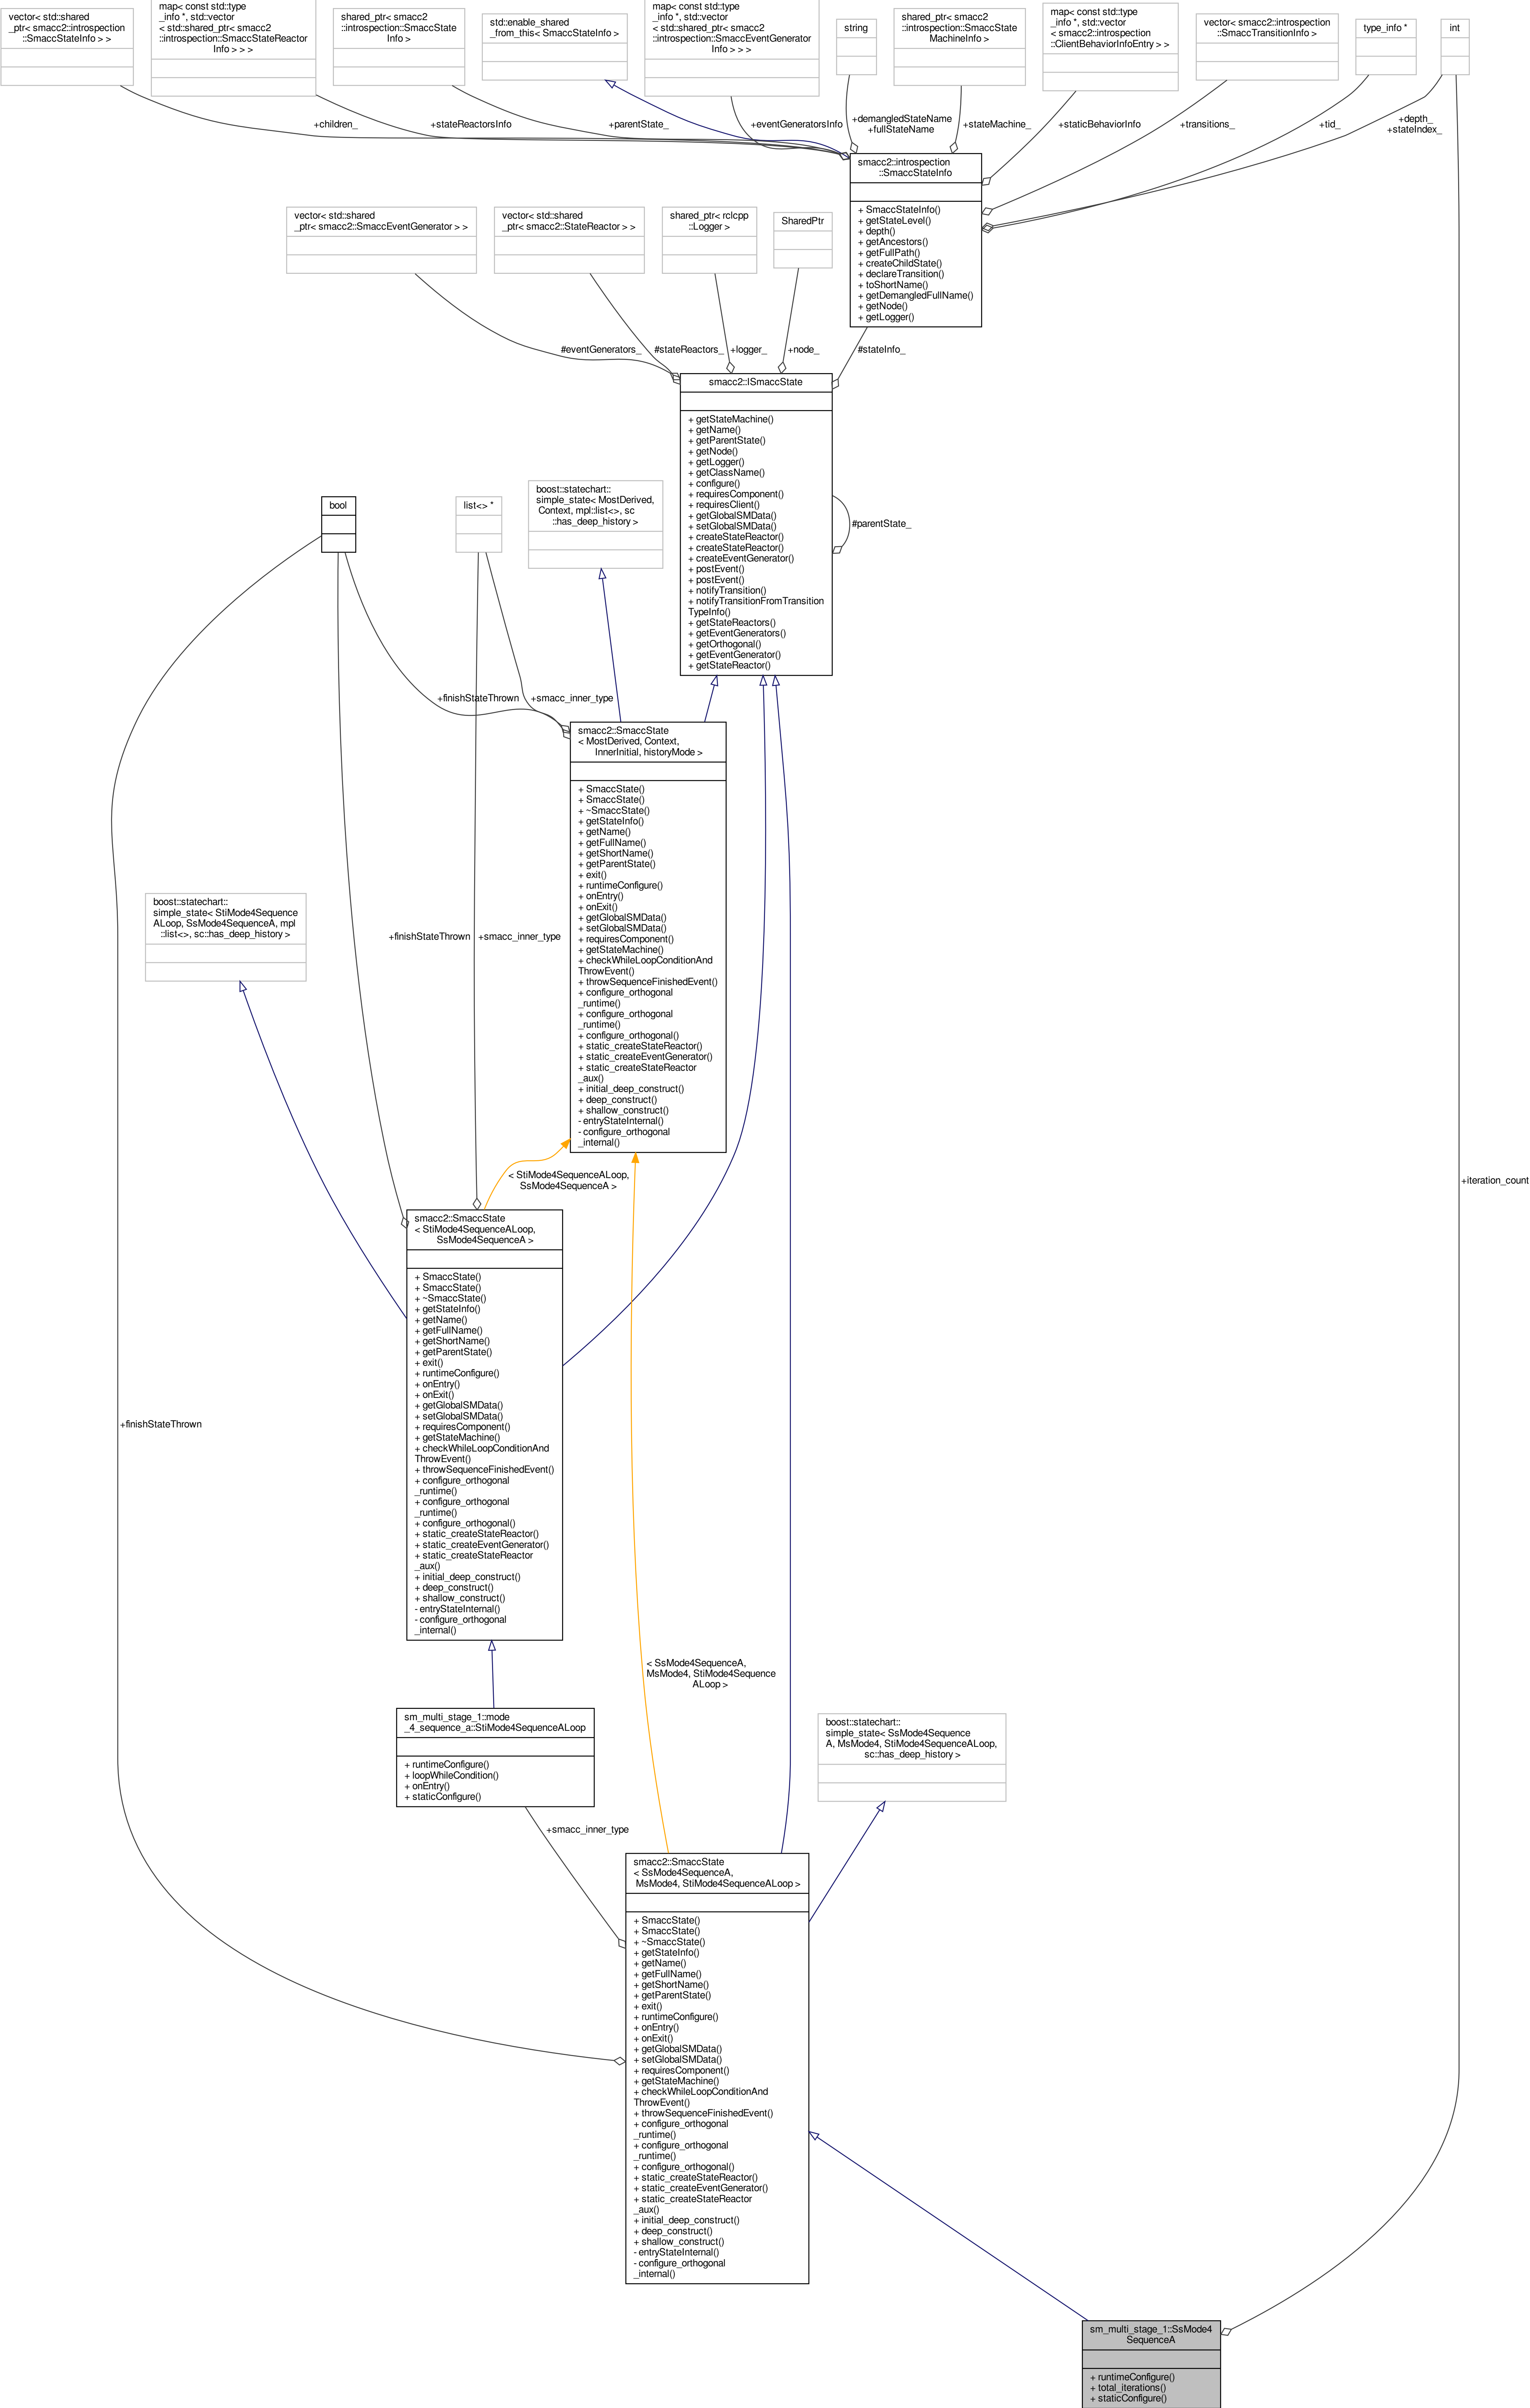 vector< std::shared
_ptr< smacc2::introspection
::SmaccStateInfo > >
map< const std::type
_info *, std::vector
< std::shared_ptr< smacc2
::introspection::SmaccStateReactor
Info > > >
shared_ptr< smacc2
::introspection::SmaccState
Info >
std::enable_shared
_from_this< SmaccStateInfo >
map< const std::type
_info *, std::vector
< std::shared_ptr< smacc2
::introspection::SmaccEventGenerator
Info > > >
string
shared_ptr< smacc2
::introspection::SmaccState
MachineInfo >
map< const std::type
_info *, std::vector
< smacc2::introspection
::ClientBehaviorInfoEntry > >
vector< smacc2::introspection
::SmaccTransitionInfo >
type_info *
int
+children_
+stateReactorsInfo
+parentState_
+eventGeneratorsInfo
+demangledStateName
+fullStateName
+stateMachine_
+staticBehaviorInfo
+transitions_
+tid_
+depth_
+stateIndex_
smacc2::introspection
::SmaccStateInfo
+ SmaccStateInfo()
+ getStateLevel()
+ depth()
+ getAncestors()
+ getFullPath()
+ createChildState()
+ declareTransition()
+ toShortName()
+ getDemangledFullName()
+ getNode()
+ getLogger()
vector< std::shared
_ptr< smacc2::SmaccEventGenerator > >
vector< std::shared
_ptr< smacc2::StateReactor > >
shared_ptr< rclcpp
::Logger >
SharedPtr
#eventGenerators_
#stateReactors_
+logger_
+node_
#stateInfo_
smacc2::ISmaccState
+ getStateMachine()
+ getName()
+ getParentState()
+ getNode()
+ getLogger()
+ getClassName()
+ configure()
+ requiresComponent()
+ requiresClient()
+ getGlobalSMData()
+ setGlobalSMData()
+ createStateReactor()
+ createStateReactor()
+ createEventGenerator()
+ postEvent()
+ postEvent()
+ notifyTransition()
+ notifyTransitionFromTransition
TypeInfo()
+ getStateReactors()
+ getEventGenerators()
+ getOrthogonal()
+ getEventGenerator()
+ getStateReactor()
#parentState_
bool
list<> *
boost::statechart::
simple_state< MostDerived,
Context, mpl::list<>, sc
::has_deep_history >
+finishStateThrown
+smacc_inner_type
smacc2::SmaccState
< MostDerived, Context,
InnerInitial, historyMode >
+ SmaccState()
+ SmaccState()
+ ~SmaccState()
+ getStateInfo()
+ getName()
+ getFullName()
+ getShortName()
+ getParentState()
+ exit()
+ runtimeConfigure()
+ onEntry()
+ onExit()
+ getGlobalSMData()
+ setGlobalSMData()
+ requiresComponent()
+ getStateMachine()
+ checkWhileLoopConditionAnd
ThrowEvent()
+ throwSequenceFinishedEvent()
+ configure_orthogonal
_runtime()
+ configure_orthogonal
_runtime()
+ configure_orthogonal()
+ static_createStateReactor()
+ static_createEventGenerator()
+ static_createStateReactor
_aux()
+ initial_deep_construct()
+ deep_construct()
+ shallow_construct()
- entryStateInternal()
- configure_orthogonal
_internal()
boost::statechart::
simple_state< StiMode4Sequence
ALoop, SsMode4SequenceA, mpl
::list<>, sc::has_deep_history >
+finishStateThrown
+smacc_inner_type
< StiMode4SequenceALoop,
SsMode4SequenceA >
+iteration_count
smacc2::SmaccState
< StiMode4SequenceALoop,
SsMode4SequenceA >
+ SmaccState()
+ SmaccState()
+ ~SmaccState()
+ getStateInfo()
+ getName()
+ getFullName()
+ getShortName()
+ getParentState()
+ exit()
+ runtimeConfigure()
+ onEntry()
+ onExit()
+ getGlobalSMData()
+ setGlobalSMData()
+ requiresComponent()
+ getStateMachine()
+ checkWhileLoopConditionAnd
ThrowEvent()
+ throwSequenceFinishedEvent()
+ configure_orthogonal
_runtime()
+ configure_orthogonal
_runtime()
+ configure_orthogonal()
+ static_createStateReactor()
+ static_createEventGenerator()
+ static_createStateReactor
_aux()
+ initial_deep_construct()
+ deep_construct()
+ shallow_construct()
- entryStateInternal()
- configure_orthogonal
_internal()
+finishStateThrown
< SsMode4SequenceA,
MsMode4, StiMode4Sequence
ALoop >
sm_multi_stage_1::mode
_4_sequence_a::StiMode4SequenceALoop
+ runtimeConfigure()
+ loopWhileCondition()
+ onEntry()
+ staticConfigure()
boost::statechart::
simple_state< SsMode4Sequence
A, MsMode4, StiMode4SequenceALoop,
sc::has_deep_history >
+smacc_inner_type
smacc2::SmaccState
< SsMode4SequenceA,
MsMode4, StiMode4SequenceALoop >
+ SmaccState()
+ SmaccState()
+ ~SmaccState()
+ getStateInfo()
+ getName()
+ getFullName()
+ getShortName()
+ getParentState()
+ exit()
+ runtimeConfigure()
+ onEntry()
+ onExit()
+ getGlobalSMData()
+ setGlobalSMData()
+ requiresComponent()
+ getStateMachine()
+ checkWhileLoopConditionAnd
ThrowEvent()
+ throwSequenceFinishedEvent()
+ configure_orthogonal
_runtime()
+ configure_orthogonal
_runtime()
+ configure_orthogonal()
+ static_createStateReactor()
+ static_createEventGenerator()
+ static_createStateReactor
_aux()
+ initial_deep_construct()
+ deep_construct()
+ shallow_construct()
- entryStateInternal()
- configure_orthogonal
_internal()
sm_multi_stage_1::SsMode4
SequenceA
+ runtimeConfigure()
+ total_iterations()
+ staticConfigure()